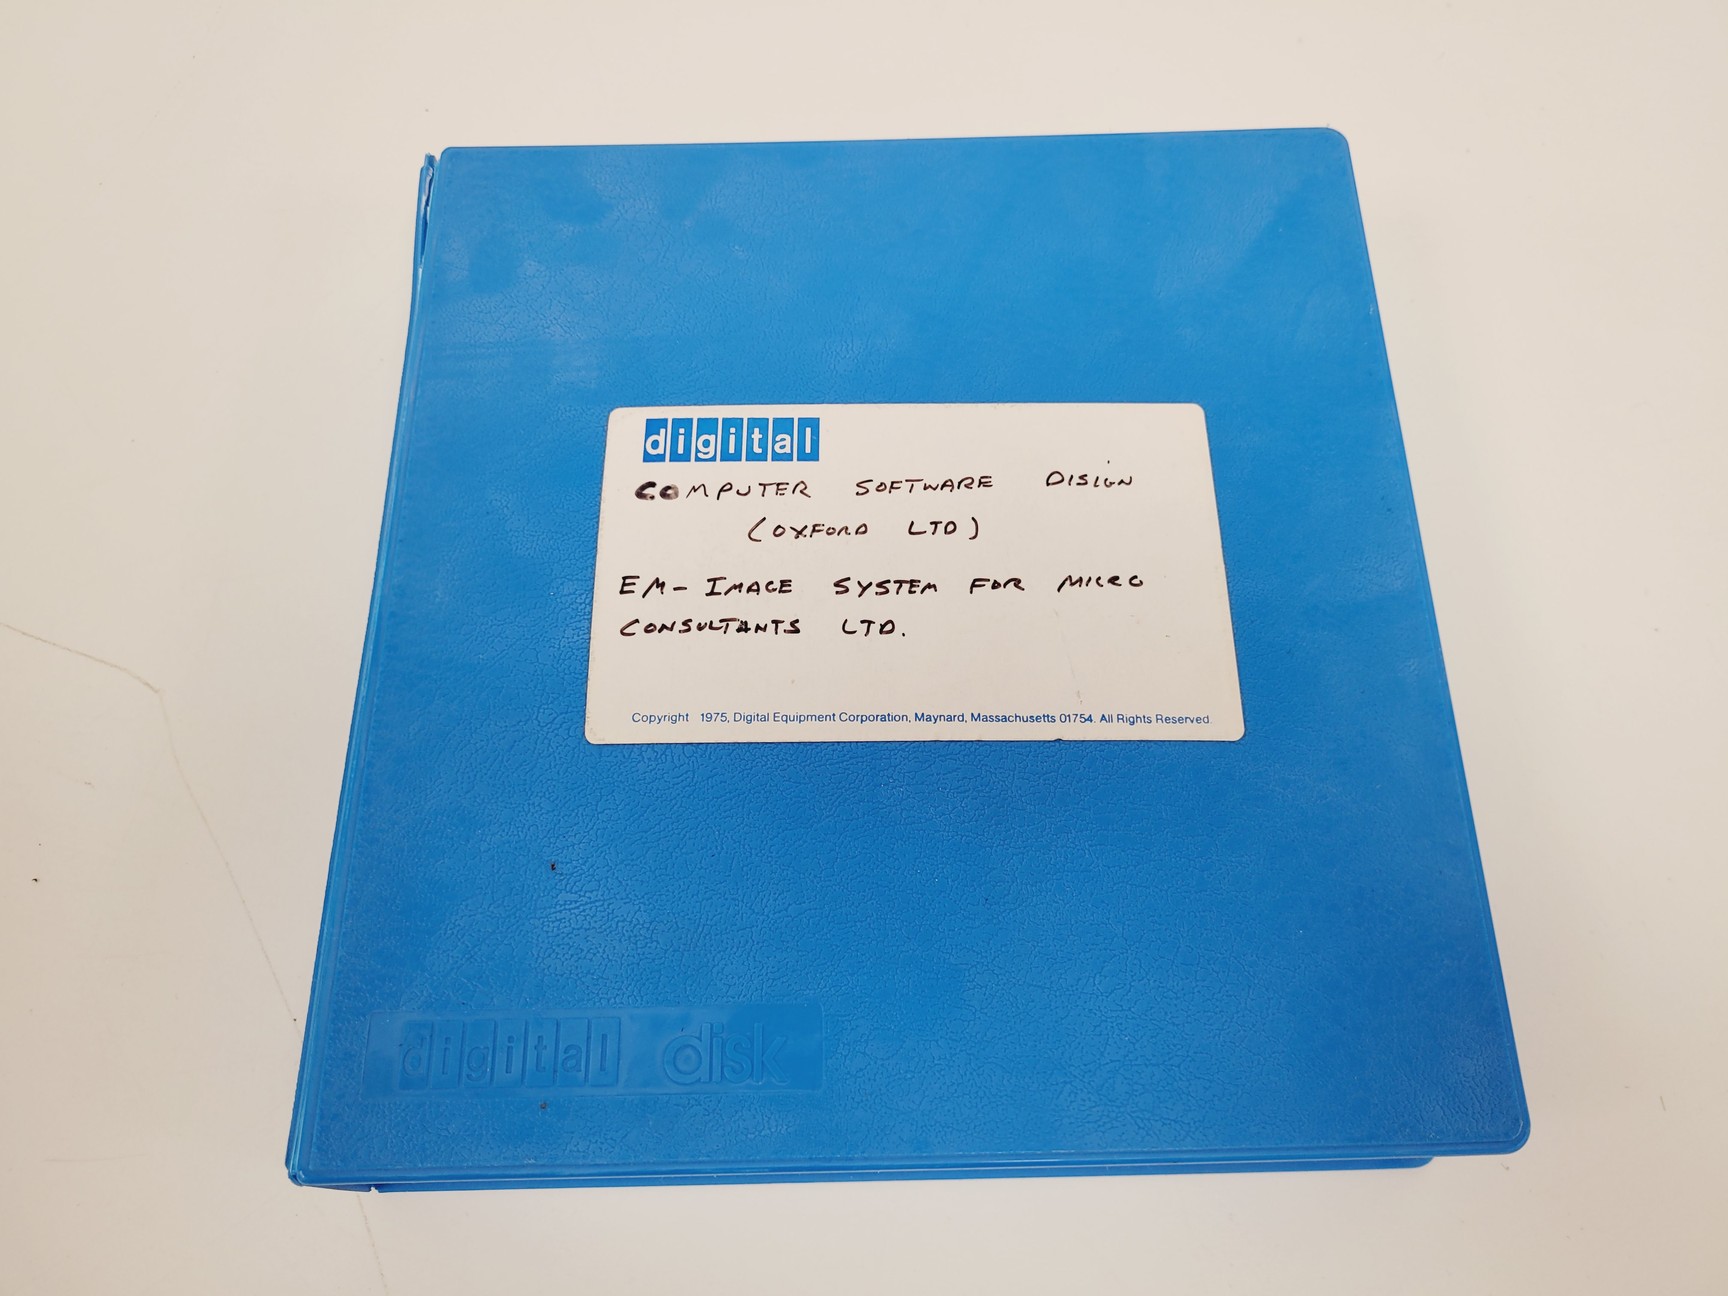 digital
COMPUTER SOFTWARE DISIGN
(OXFORD LTD)
EM-IMAGE SYSTEM FOR MICRO
CONSULTANTS LTD.
Copyright 1975, Digital Equipment Corporation, Maynard, Massachusetts 01754. All Rights Reserved.
digital disk